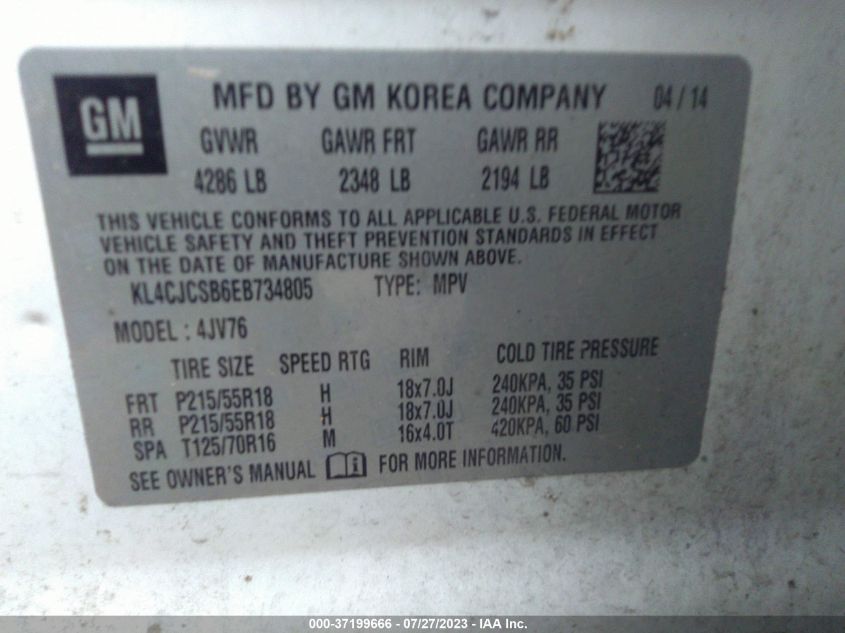 GM
MFD BY GM KOREA COMPANY 04/14
GVWR GAWR FRT GAWR RR
4286 LB 2348 LB 2194 LB
THIS VEHICLE CONFORMS TO ALL APPLICABLE U.S. FEDERAL MOTOR
VEHICLE SAFETY AND THEFT PREVENTION STANDARDS IN EFFECT
ON THE DATE OF MANUFACTURE SHOWN ABOVE.
KL4CJCSB6EB734805 TYPE: MPV
MODEL: 4JV76
TIRE SIZE SPEED RTG RIM COLD TIRE PRESSURE
FRT P215/55R18 H 18x7.0J 240KPA, 35 PSI
RR P215/55R18 H 18x7.0J 240KPA, 35 PSI
SPA T125/70R16 M 16x4.0T 420KPA, 60 PSI
SEE OWNER'S MANUAL i FOR MORE INFORMATION.
000-37199666 - 07/27/2023 - IAA Inc.